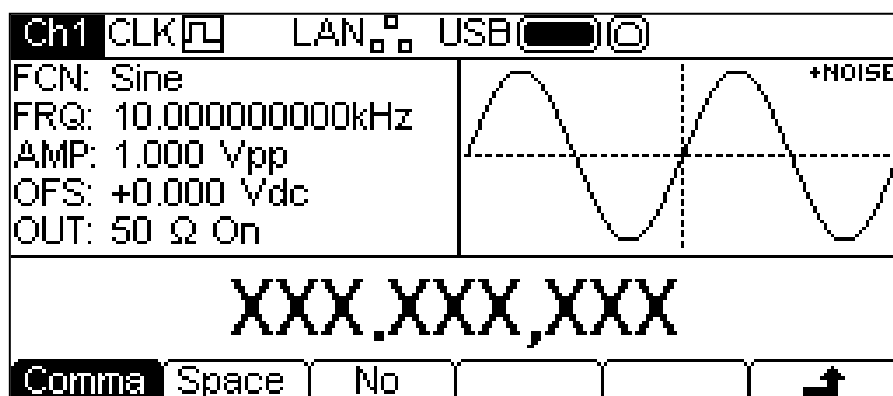 Ch1 CLK LAN USB
FCN: Sine
FRQ: 10.000000000kHz
AMP: 1.000 Vpp
OFS: +0.000 Vdc
OUT: 50 Ω On
+NOISE
XXX.XXX,XXX
Comma Space No